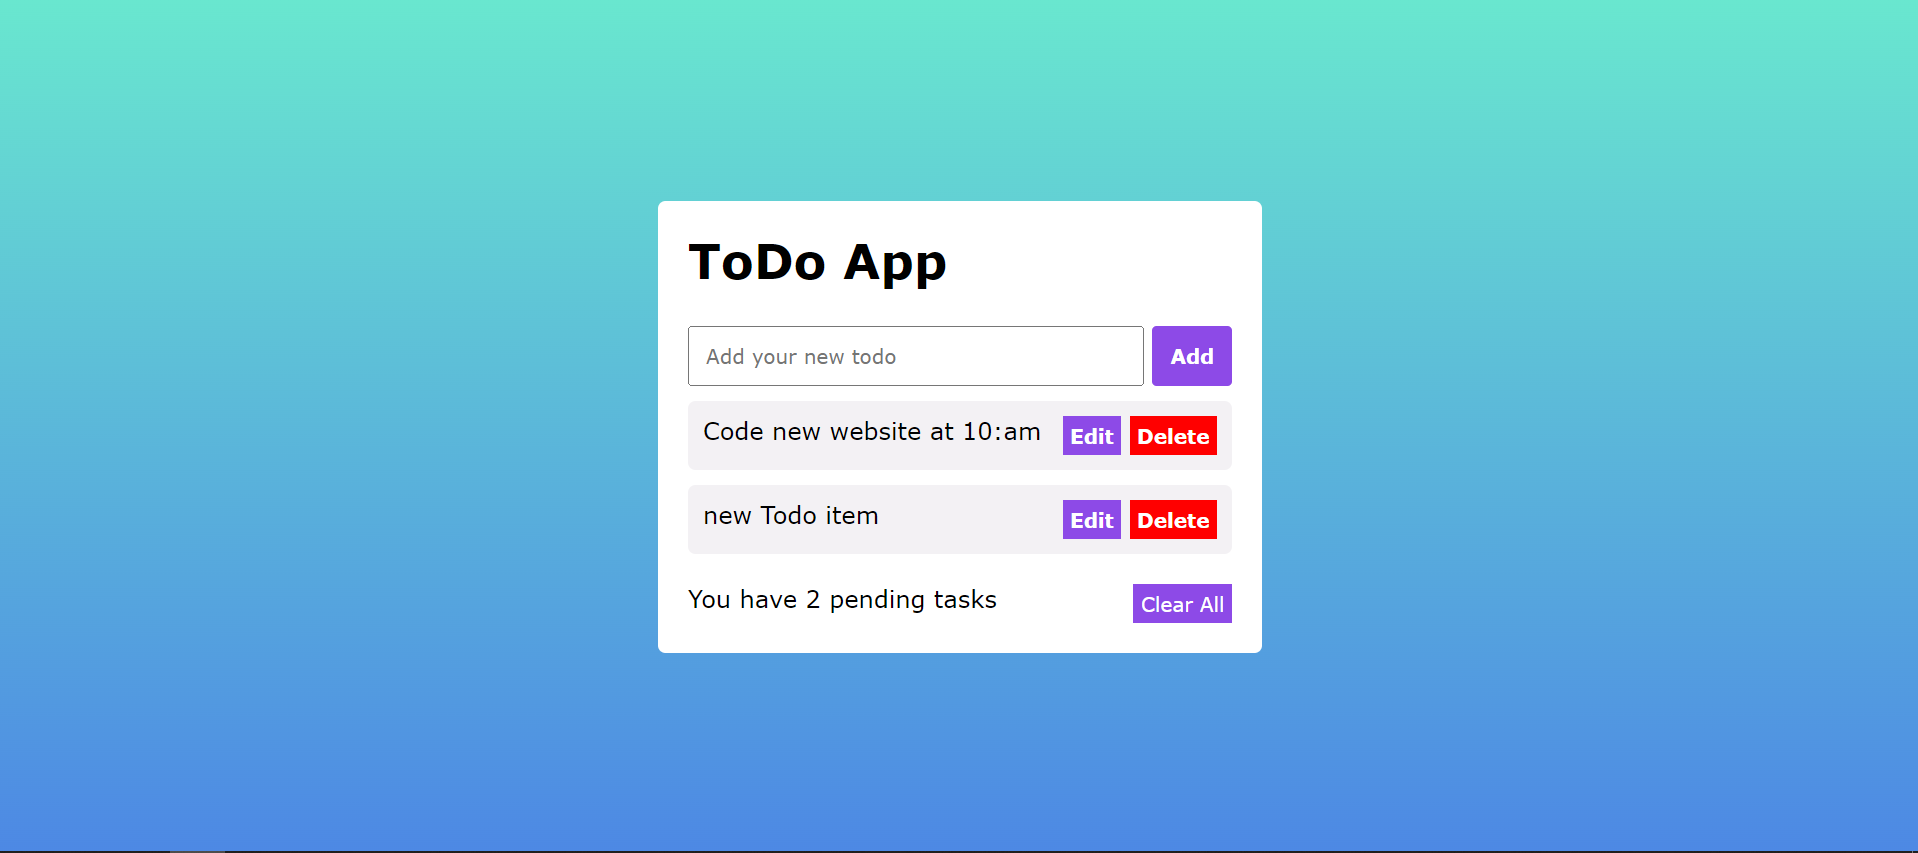 ToDo App
Add your new todo Add
Code new website at 10:am Edit Delete
new Todo item Edit Delete
You have 2 pending tasks Clear All